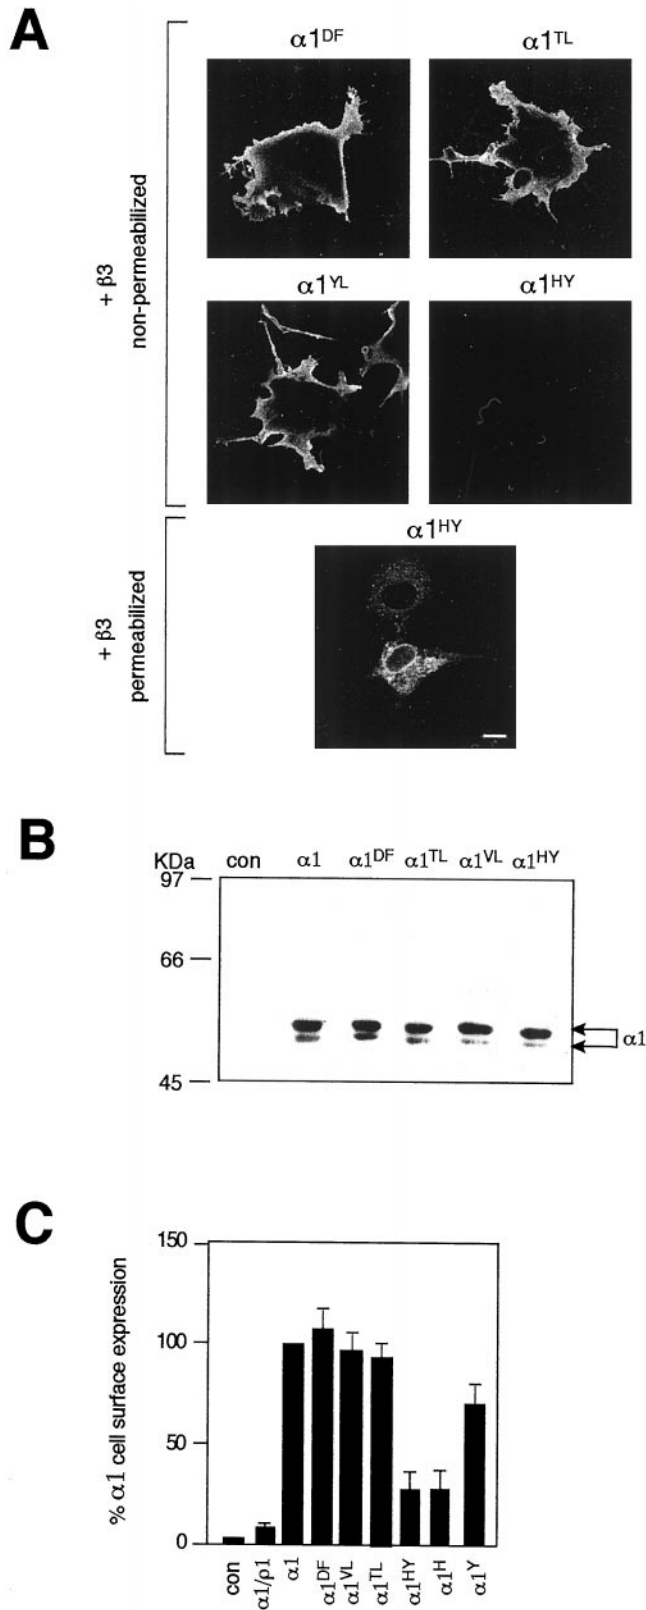 A
α1DF
α1TL
+ β3
non-permeabilized
α1YL
α1HY
+ β3
permeabilized
α1HY
B
KDa
con
α1
α1DF
α1TL
α1VL
α1HY
97
66
45
α1
C
% α1 cell surface expression
150
100
50
0
con
α1/ρ1
α1
α1DF
α1VL
α1TL
α1HY
α1H
α1Y